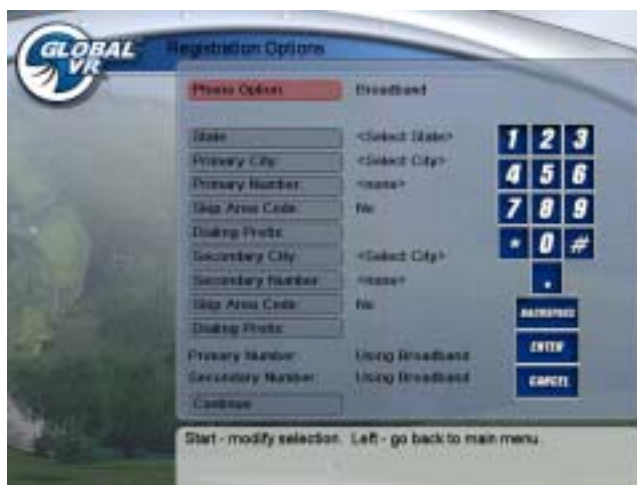 GLOBAL VR
Registration Options
Phone Option: Broadband
State: <Select State>
Primary City: <Select City>
Primary Number: <none>
Skip Area Code: No
Dialing Prefix:
Secondary City: <Select City>
Secondary Number: <none>
Skip Area Code: No
Dialing Prefix:
Primary Number: Using Broadband
Secondary Number: Using Broadband
Continue
1 2 3
4 5 6
7 8 9
* 0 #
.
BACKSPACE
ENTER
CANCEL
Start - modify selection. Left - go back to main menu.